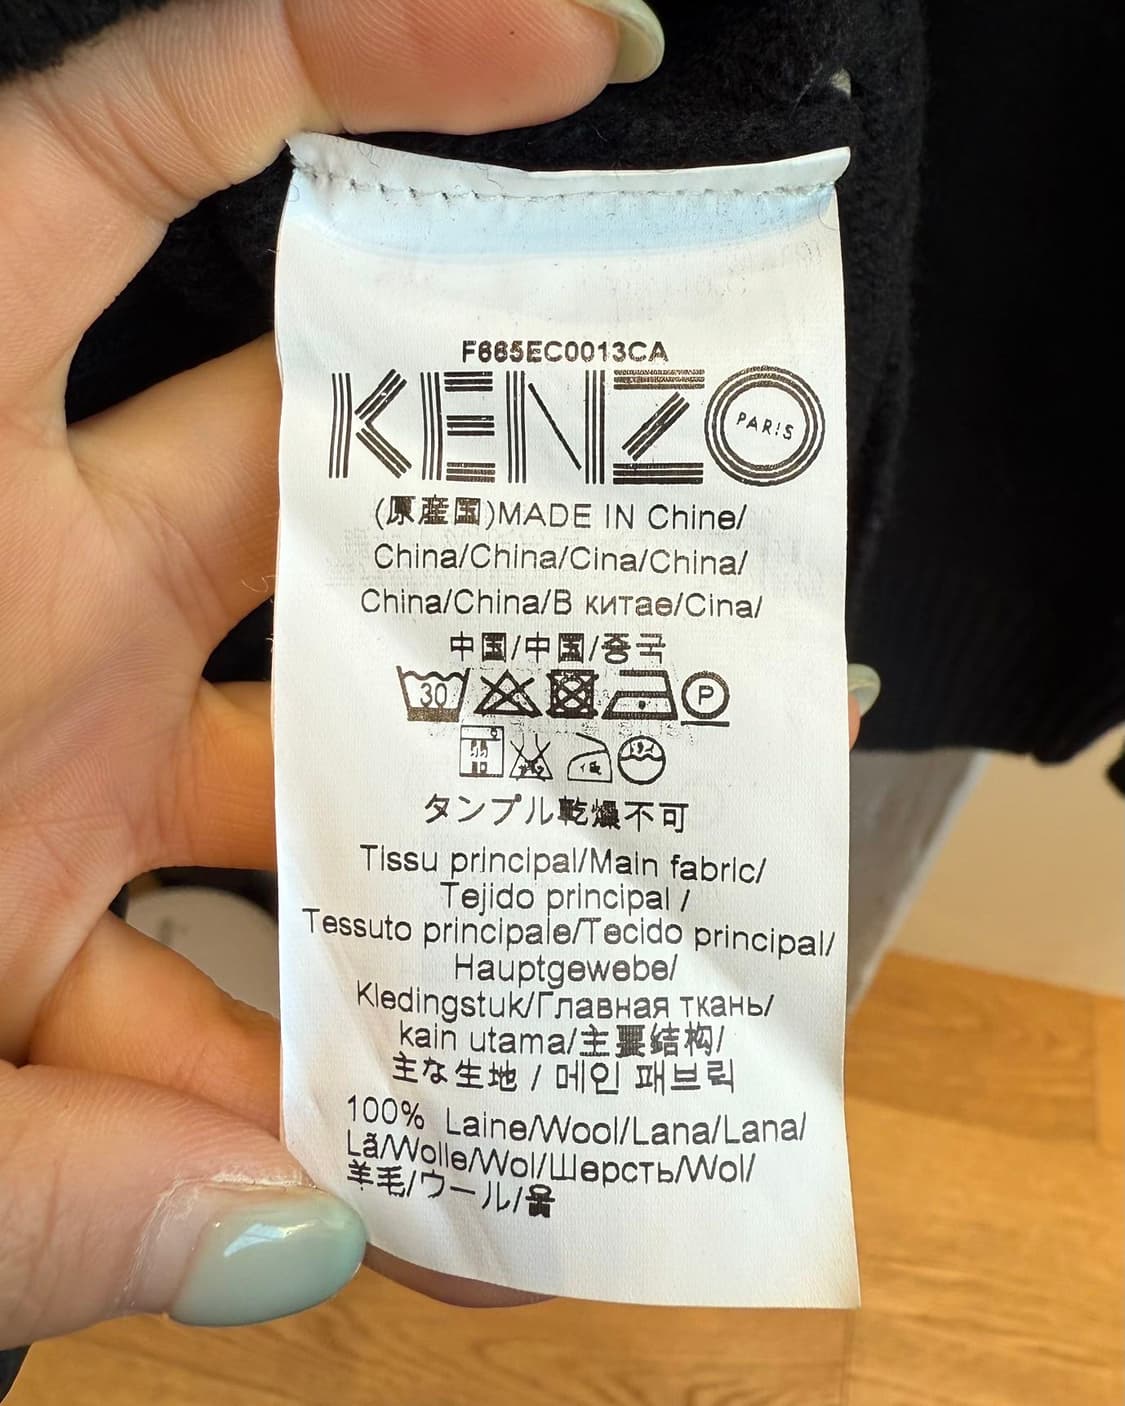 F665EC0013CA
KENZO PARIS
(原産国)MADE IN Chine/
China/China/Cina/China/
China/China/В китае/Cina/
中国/中国/중국
30 P
タンプル乾燥不可
Tissu principal/Main fabric/
Tejido principal /
Tessuto principale/Tecido principal/
Hauptgewebe/
Kledingstuk/Главная ткань/
kain utama/主要结构/
主な生地 / 메인 패브릭
100% Laine/Wool/Lana/Lana/
Lã/Wolle/Wol/Шерсть/Wol/
羊毛/ウール/울